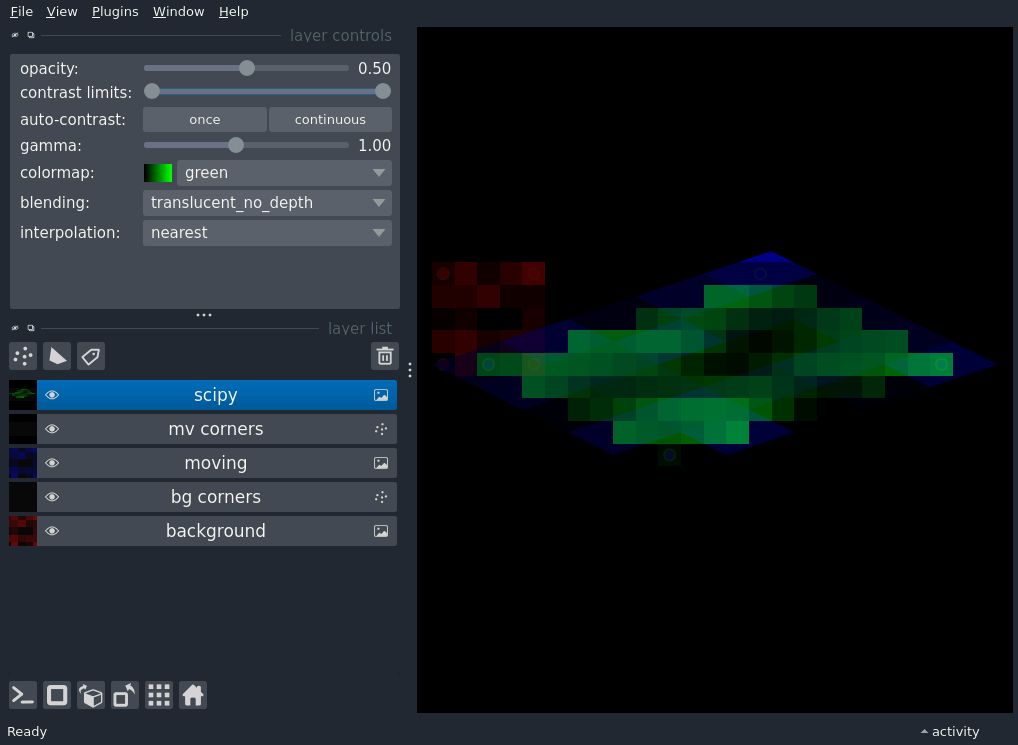 File View Plugins Window Help
layer controls
opacity: 0.50
contrast limits:
auto-contrast: once continuous
gamma: 1.00
colormap: green
blending: translucent_no_depth
interpolation: nearest
layer list
scipy
mv corners
moving
bg corners
background
Ready activity